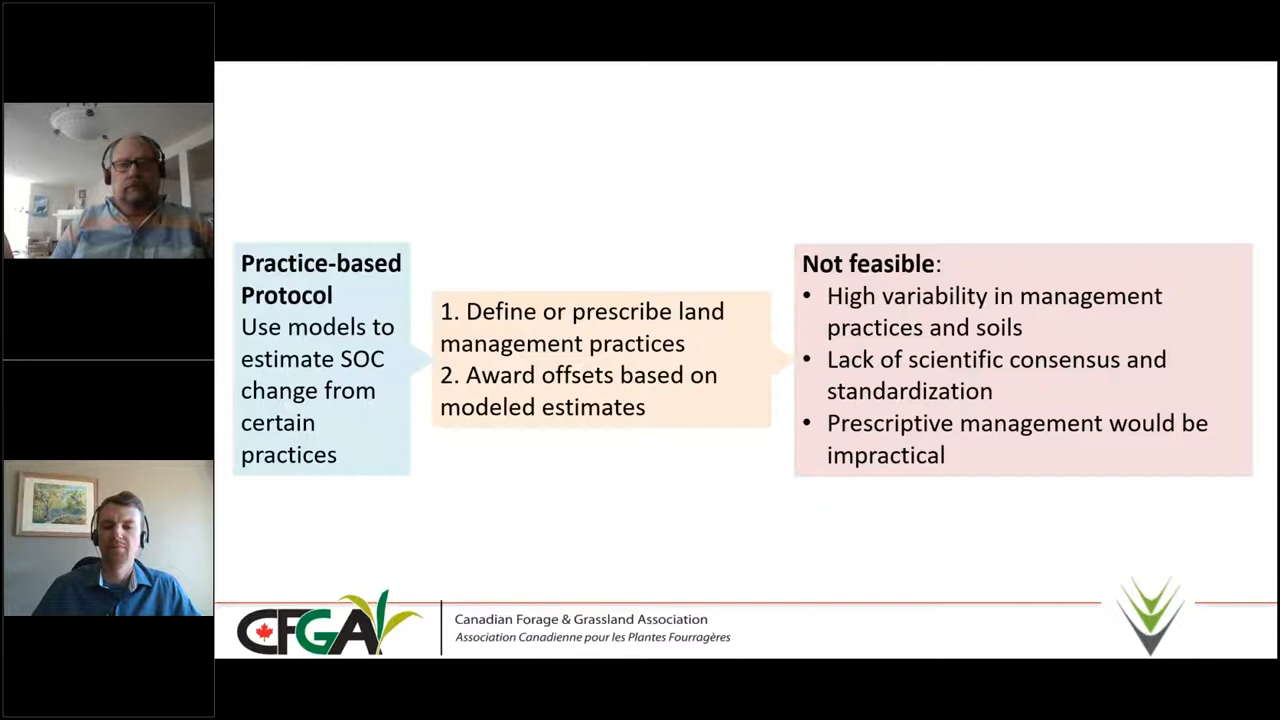 Practice-based
Protocol
Use models to
estimate SOC
change from
certain
practices
1. Define or prescribe land
management practices
2. Award offsets based on
modeled estimates
Not feasible:
• High variability in management
practices and soils
• Lack of scientific consensus and
standardization
• Prescriptive management would be
impractical
CFGA
Canadian Forage & Grassland Association
Association Canadienne pour les Plantes Fourragères